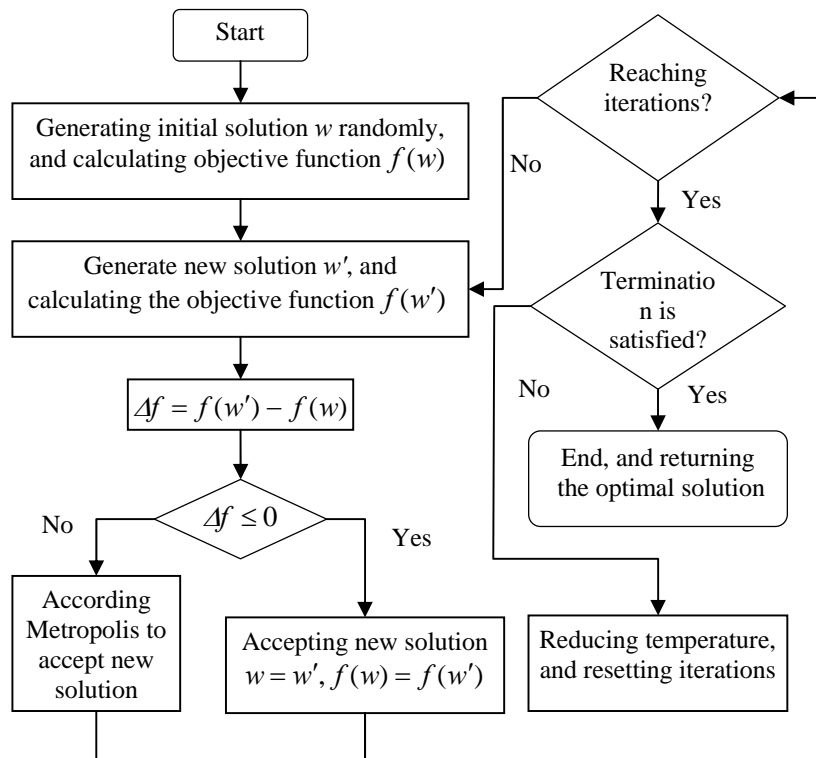 Start
Generating initial solution w randomly,
and calculating objective function f(w)
Generate new solution w′, and
calculating the objective function f(w′)
Δf = f(w′) − f(w)
Δf ≤ 0
No
Yes
According
Metropolis to
accept new
solution
Accepting new solution
w = w′, f(w) = f(w′)
Reaching
iterations?
No
Yes
Terminatio
n is
satisfied?
No
Yes
End, and returning
the optimal solution
Reducing temperature,
and resetting iterations